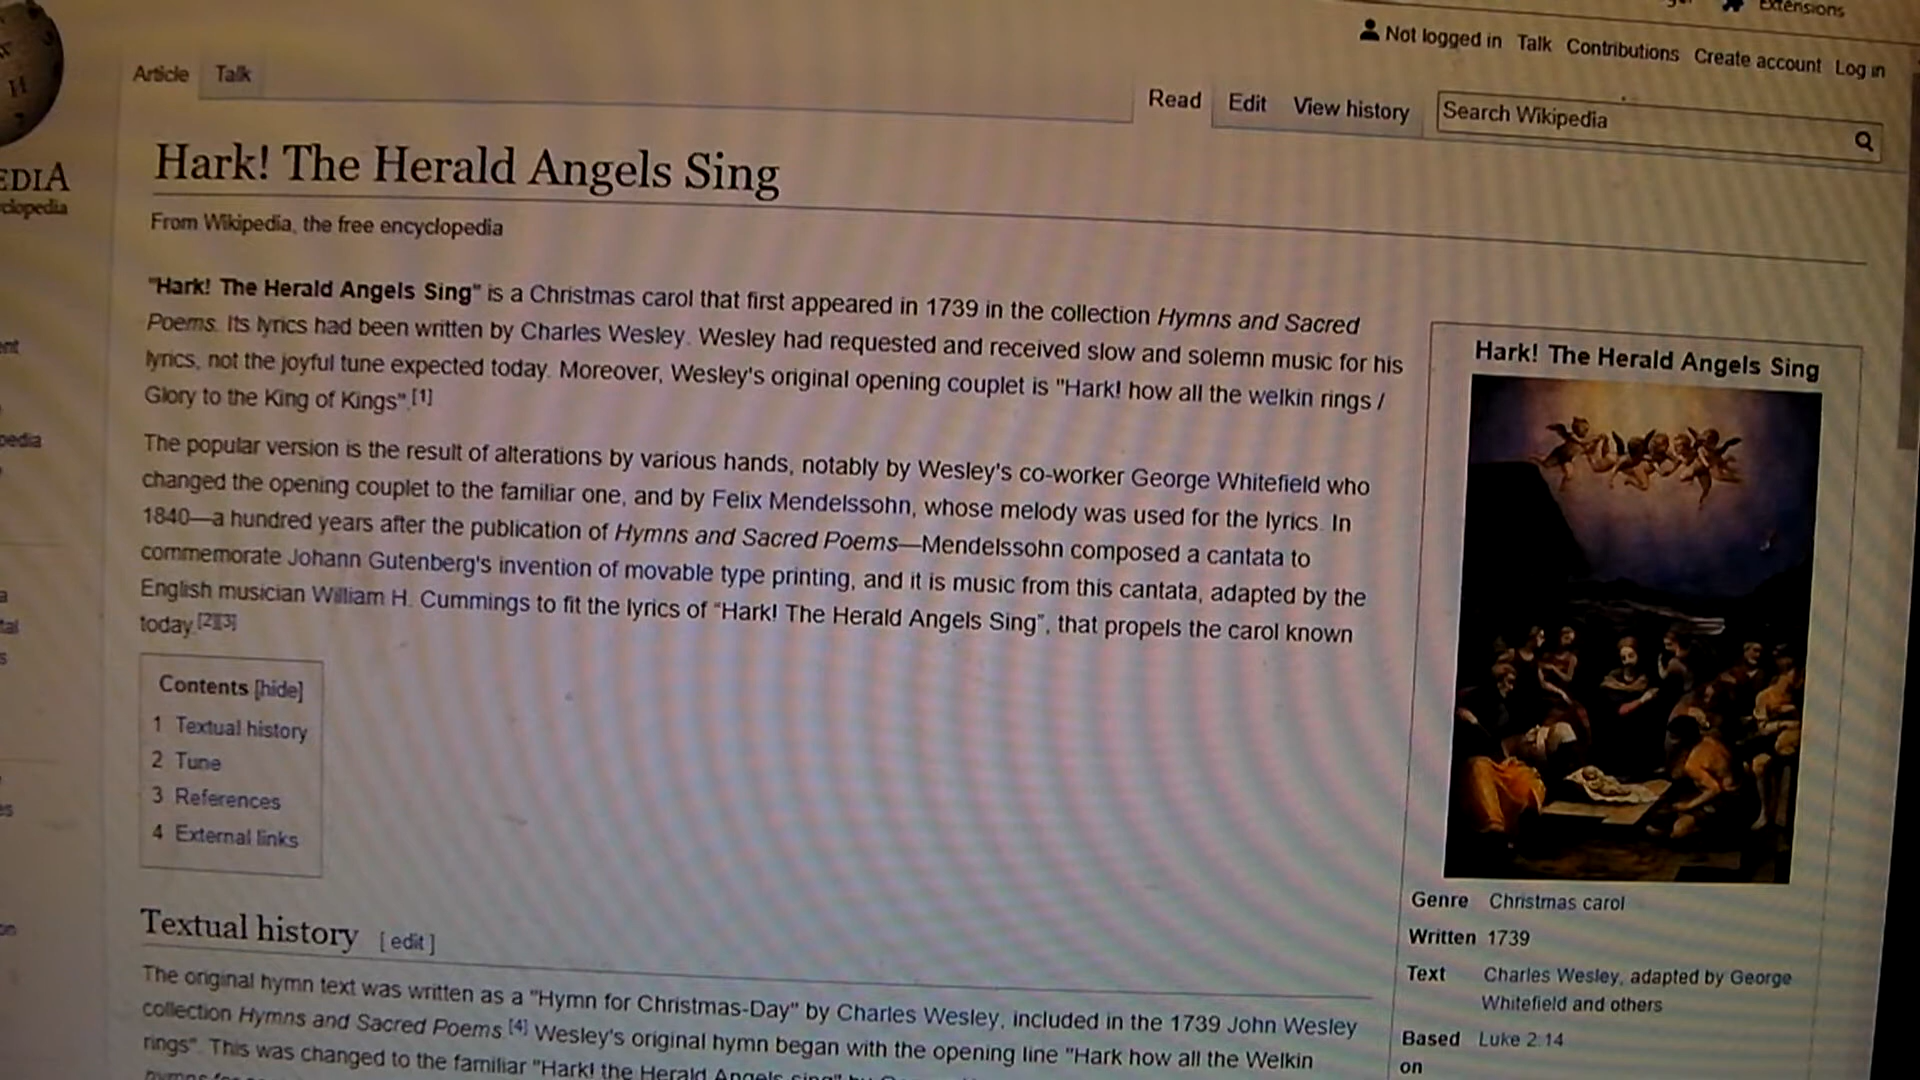 Extensions
Not logged in Talk Contributions Create account Log in
Article Talk
Read Edit View history Search Wikipedia
EDIA
clopedia
Hark! The Herald Angels Sing
From Wikipedia, the free encyclopedia
"Hark! The Herald Angels Sing" is a Christmas carol that first appeared in 1739 in the collection Hymns and Sacred
Poems. Its lyrics had been written by Charles Wesley. Wesley had requested and received slow and solemn music for his
lyrics, not the joyful tune expected today. Moreover, Wesley's original opening couplet is "Hark! how all the welkin rings /
Glory to the King of Kings".[1]
The popular version is the result of alterations by various hands, notably by Wesley's co-worker George Whitefield who
changed the opening couplet to the familiar one, and by Felix Mendelssohn, whose melody was used for the lyrics. In
1840—a hundred years after the publication of Hymns and Sacred Poems—Mendelssohn composed a cantata to
commemorate Johann Gutenberg's invention of movable type printing, and it is music from this cantata, adapted by the
English musician William H. Cummings to fit the lyrics of "Hark! The Herald Angels Sing", that propels the carol known
today.[2][3]
Contents [hide]
1 Textual history
2 Tune
3 References
4 External links
Textual history [ edit ]
The original hymn text was written as a "Hymn for Christmas-Day" by Charles Wesley, included in the 1739 John Wesley
collection Hymns and Sacred Poems.[4] Wesley's original hymn began with the opening line "Hark how all the Welkin
rings". This was changed to the familiar "Hark! the Herald Angels sing"
Hark! The Herald Angels Sing
Genre Christmas carol
Written 1739
Text Charles Wesley, adapted by George
Whitefield and others
Based Luke 2:14
on